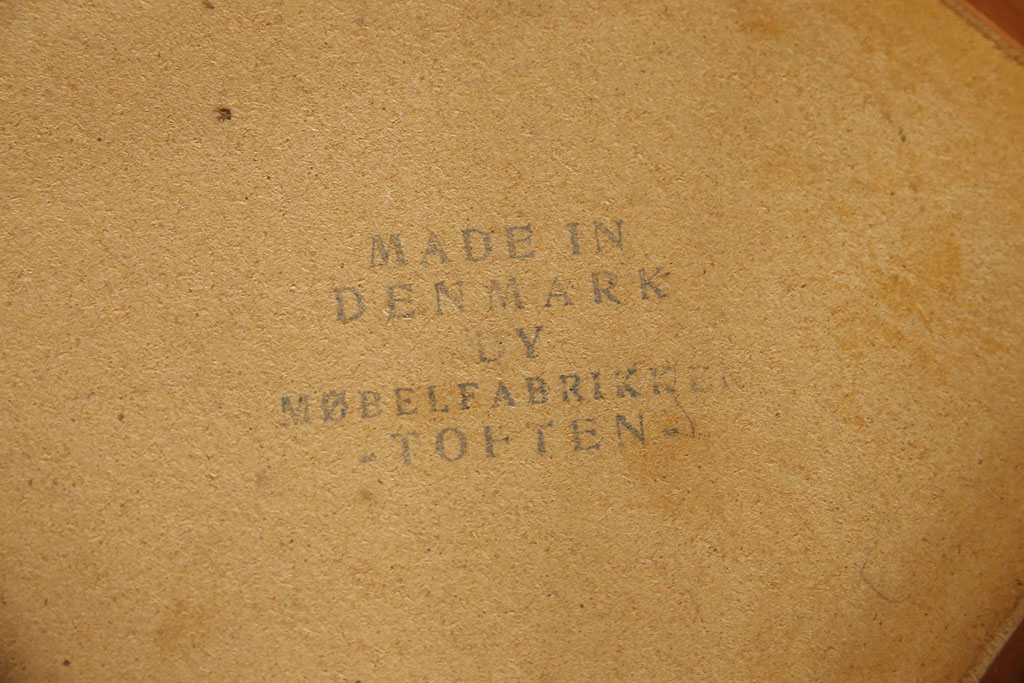 MADE IN
DENMARK
BY
MØBELFABRIKKEN
-TOFTEN-